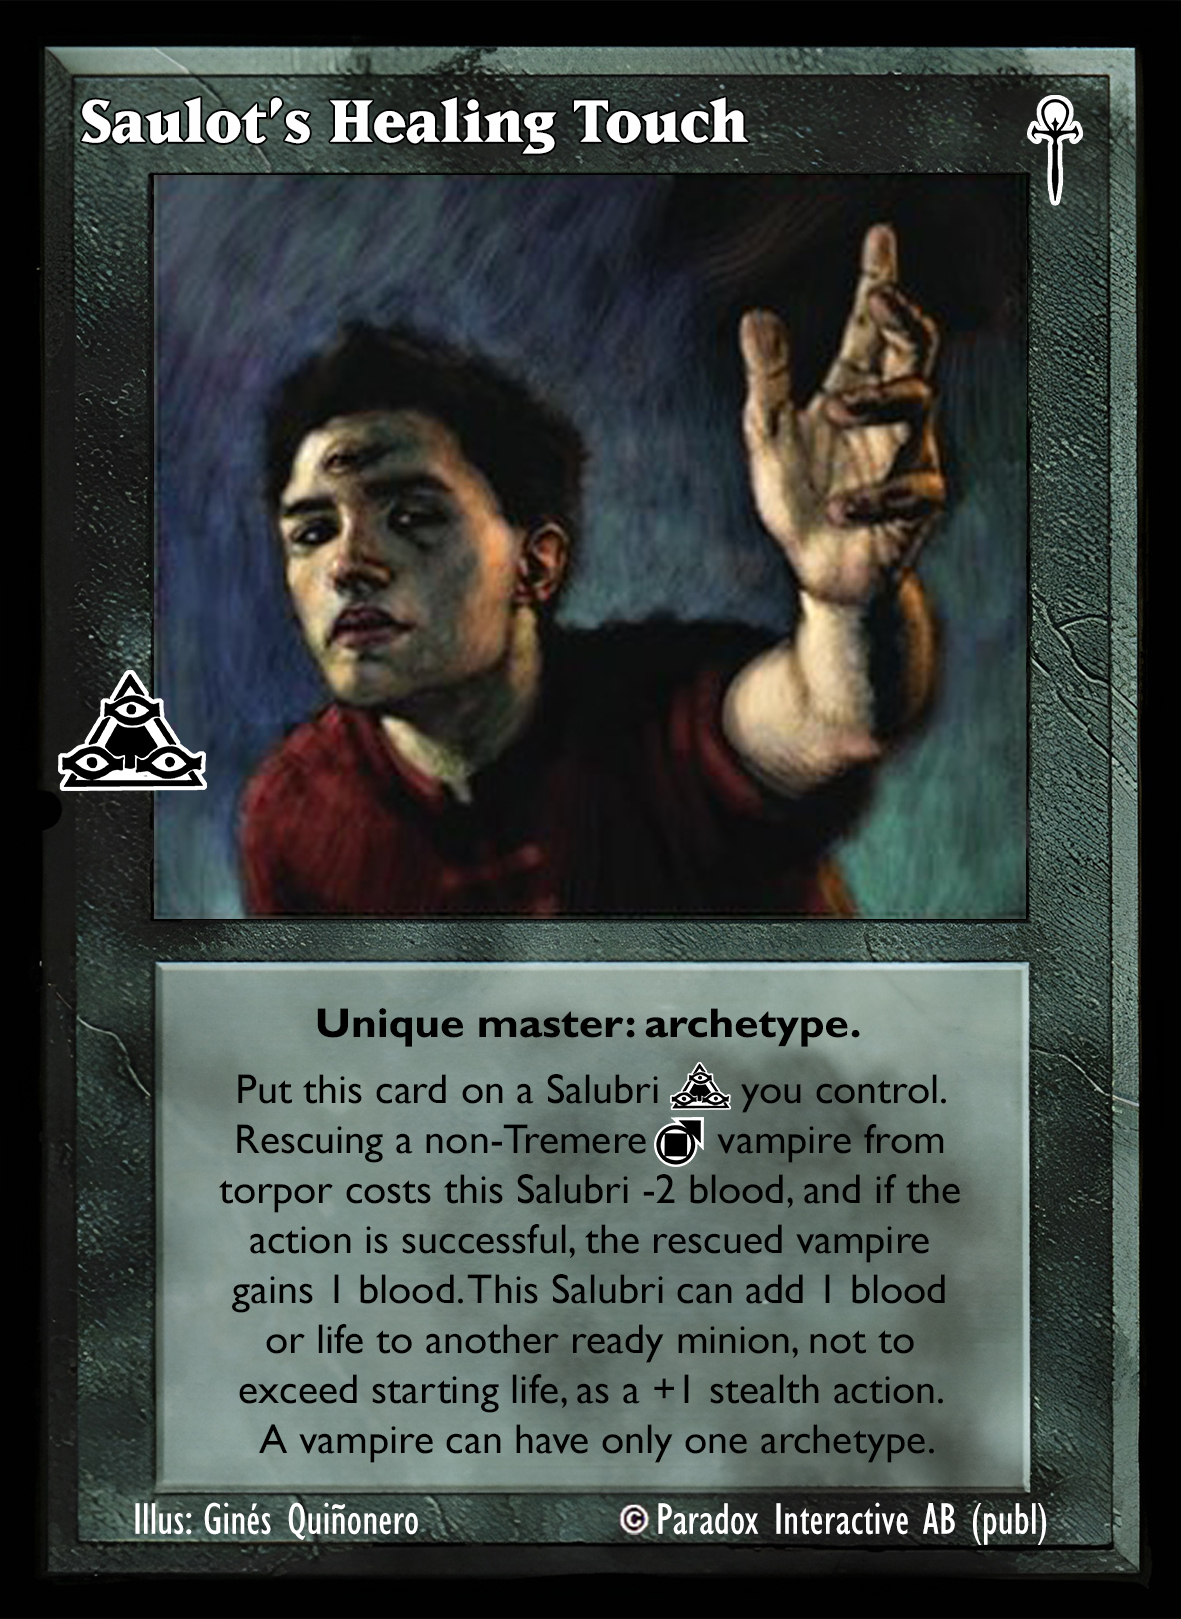 Saulot's Healing Touch
Unique master: archetype.
Put this card on a Salubri you control.
Rescuing a non-Tremere vampire from
torpor costs this Salubri -2 blood, and if the
action is successful, the rescued vampire
gains 1 blood. This Salubri can add 1 blood
or life to another ready minion, not to
exceed starting life, as a +1 stealth action.
A vampire can have only one archetype.
Illus: Ginés Quiñonero © Paradox Interactive AB (publ)